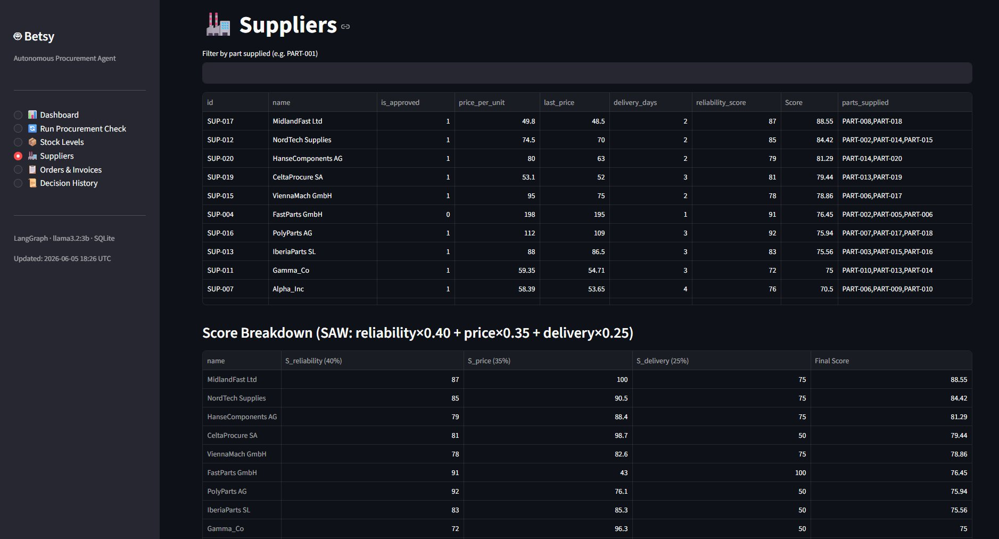 Betsy
Autonomous Procurement Agent
Dashboard
Run Procurement Check
Stock Levels
Suppliers
Orders & Invoices
Decision History
LangGraph · llama3.2:3b · SQLite
Updated: 2026-06-05 18:26 UTC
Suppliers
Filter by part supplied (e.g. PART-001)
id name is_approved price_per_unit last_price delivery_days reliability_score Score parts_supplied
SUP-017 MidlandFast Ltd 1 49.8 48.5 2 87 88.55 PART-008,PART-018
SUP-012 NordTech Supplies 1 74.5 70 2 85 84.42 PART-002,PART-014,PART-015
SUP-020 HanseComponents AG 1 80 63 2 79 81.29 PART-014,PART-020
SUP-019 CeltaProcure SA 1 53.1 52 3 81 79.44 PART-013,PART-019
SUP-015 ViennaMach GmbH 1 95 75 2 78 78.86 PART-006,PART-017
SUP-004 FastParts GmbH 0 198 195 1 91 76.45 PART-002,PART-005,PART-006
SUP-016 PolyParts AG 1 112 109 3 92 75.94 PART-007,PART-017,PART-018
SUP-013 IberiaParts SL 1 88 86.5 3 83 75.56 PART-003,PART-015,PART-016
SUP-011 Gamma_Co 1 59.35 54.71 3 72 75 PART-010,PART-013,PART-014
SUP-007 Alpha_Inc 1 58.39 53.65 4 76 70.5 PART-006,PART-009,PART-010
Score Breakdown (SAW: reliability×0.40 + price×0.35 + delivery×0.25)
name S_reliability (40%) S_price (35%) S_delivery (25%) Final Score
MidlandFast Ltd 87 100 75 88.55
NordTech Supplies 85 90.5 75 84.42
HanseComponents AG 79 88.4 75 81.29
CeltaProcure SA 81 98.7 50 79.44
ViennaMach GmbH 78 82.6 75 78.86
FastParts GmbH 91 43 100 76.45
PolyParts AG 92 76.1 50 75.94
IberiaParts SL 83 85.3 50 75.56
Gamma_Co 72 96.3 50 75